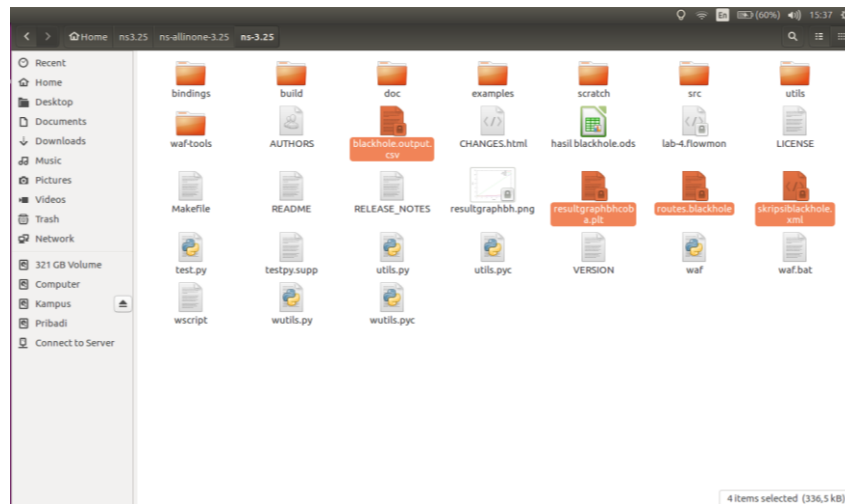 En (60%) 15:37
Home ns3.25 ns-allinone-3.25 ns-3.25
Recent
Home
Desktop
Documents
Downloads
Music
Pictures
Videos
Trash
Network
321 GB Volume
Computer
Kampus
Pribadi
Connect to Server
bindings build doc examples scratch src utils
waf-tools AUTHORS blackhole.output. CHANGES.html hasil blackhole.ods lab-4.flowmon LICENSE
csv
Makefile README RELEASE_NOTES resultgraphbh.png resultgraphbhcob routes.blackhole skripsiblackhole.
a.plt xml
test.py testpy.supp utils.py utils.pyc VERSION waf waf.bat
wscript wutils.py wutils.pyc
4 items selected (336,5 kB)